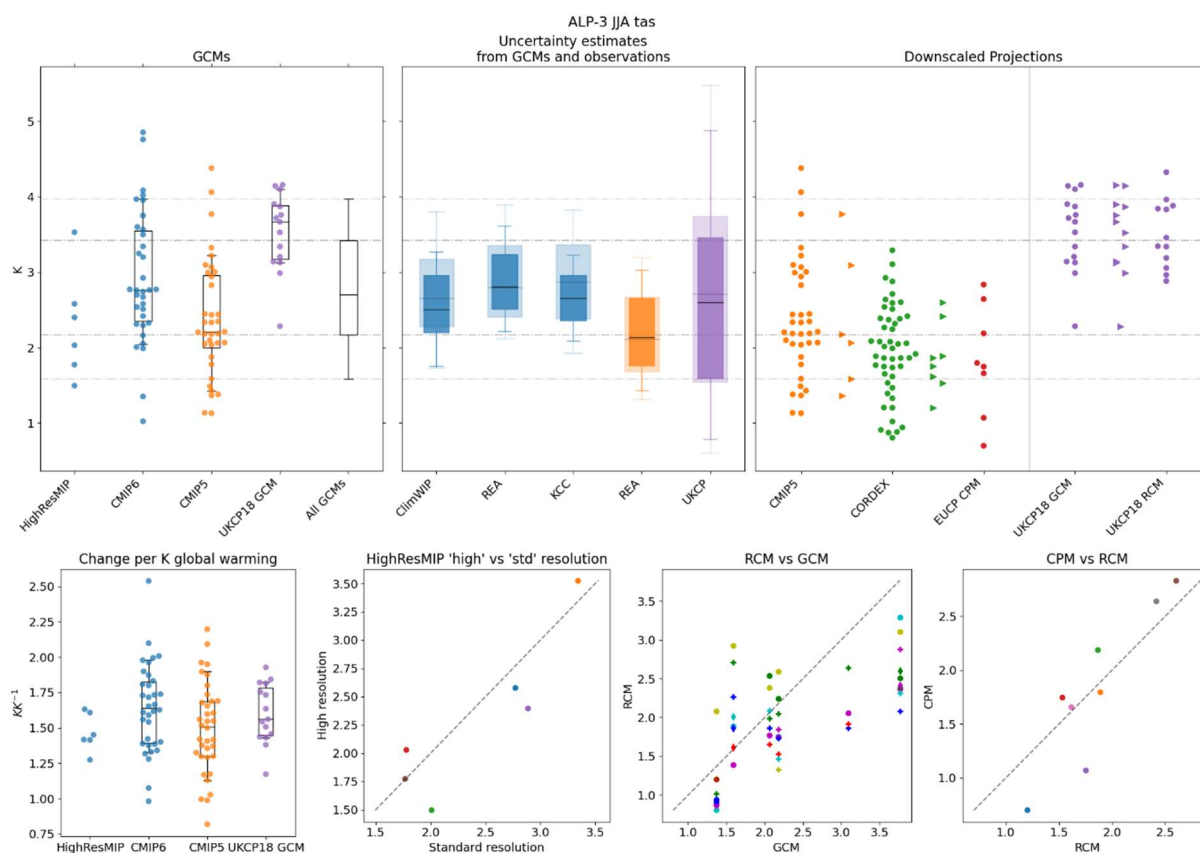 ALP-3 JJA tas
GCMs
Uncertainty estimates
from GCMs and observations
Downscaled Projections
K
5
4
3
2
1
HighResMIP
CMIP6
CMIP5
UKCP18 GCM
All GCMs
ClimWIP
REA
KCC
REA
UKCP
CMIP5
CORDEX
EUCP CPM
UKCP18 GCM
UKCP18 RCM
Change per K global warming
KK⁻¹
2.50
2.25
2.00
1.75
1.50
1.25
1.00
0.75
HighResMIP CMIP6 CMIP5 UKCP18 GCM
HighResMIP 'high' vs 'std' resolution
High resolution
3.50
3.25
3.00
2.75
2.50
2.25
2.00
1.75
1.50
1.5 2.0 2.5 3.0 3.5
Standard resolution
RCM vs GCM
RCM
3.5
3.0
2.5
2.0
1.5
1.0
1.0 1.5 2.0 2.5 3.0 3.5
GCM
CPM vs RCM
CPM
2.5
2.0
1.5
1.0
1.0 1.5 2.0 2.5
RCM